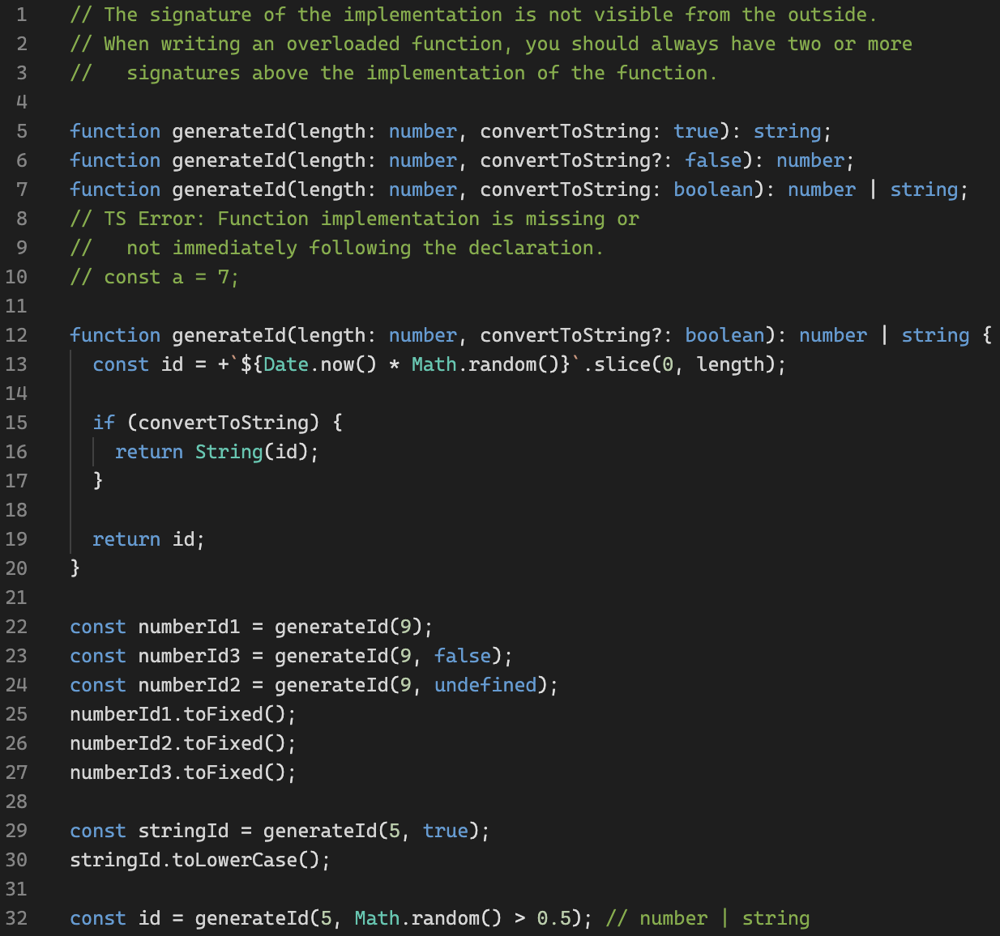 1 // The signature of the implementation is not visible from the outside.
2 // When writing an overloaded function, you should always have two or more
3 //   signatures above the implementation of the function.
4
5 function generateId(length: number, convertToString: true): string;
6 function generateId(length: number, convertToString?: false): number;
7 function generateId(length: number, convertToString: boolean): number | string;
8 // TS Error: Function implementation is missing or
9 //   not immediately following the declaration.
10 // const a = 7;
11
12 function generateId(length: number, convertToString?: boolean): number | string {
13   const id = +`${Date.now() * Math.random()}`.slice(0, length);
14
15   if (convertToString) {
16     return String(id);
17   }
18
19   return id;
20 }
21
22 const numberId1 = generateId(9);
23 const numberId3 = generateId(9, false);
24 const numberId2 = generateId(9, undefined);
25 numberId1.toFixed();
26 numberId2.toFixed();
27 numberId3.toFixed();
28
29 const stringId = generateId(5, true);
30 stringId.toLowerCase();
31
32 const id = generateId(5, Math.random() > 0.5); // number | string